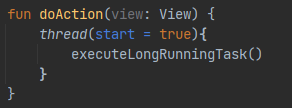 fun doAction(view: View) {
thread(start = true){
executeLongRunningTask()
}
}